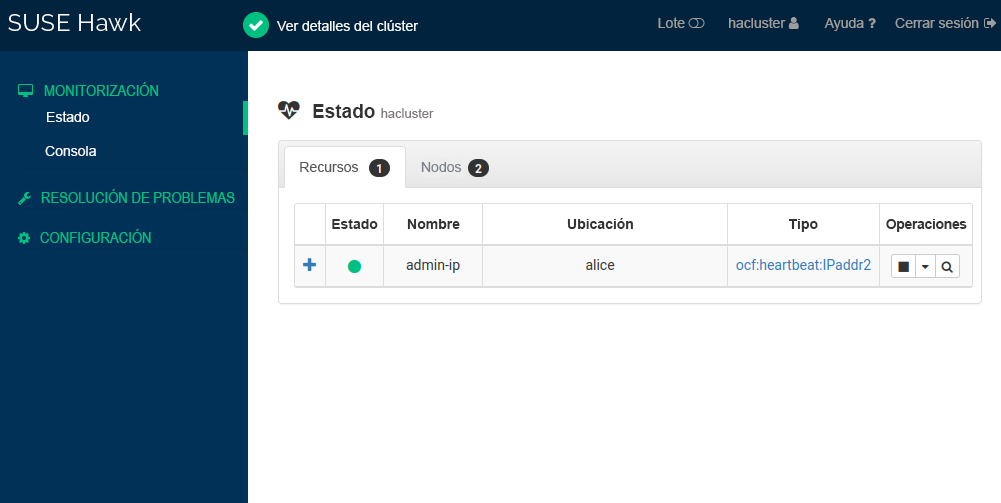 SUSE Hawk
Ver detalles del clúster
Lote
hacluster
Ayuda ?
Cerrar sesión
MONITORIZACIÓN
Estado
Consola
RESOLUCIÓN DE PROBLEMAS
CONFIGURACIÓN
Estado hacluster
Recursos 1
Nodos 2
Estado Nombre Ubicación Tipo Operaciones
admin-ip alice ocf:heartbeat:IPaddr2